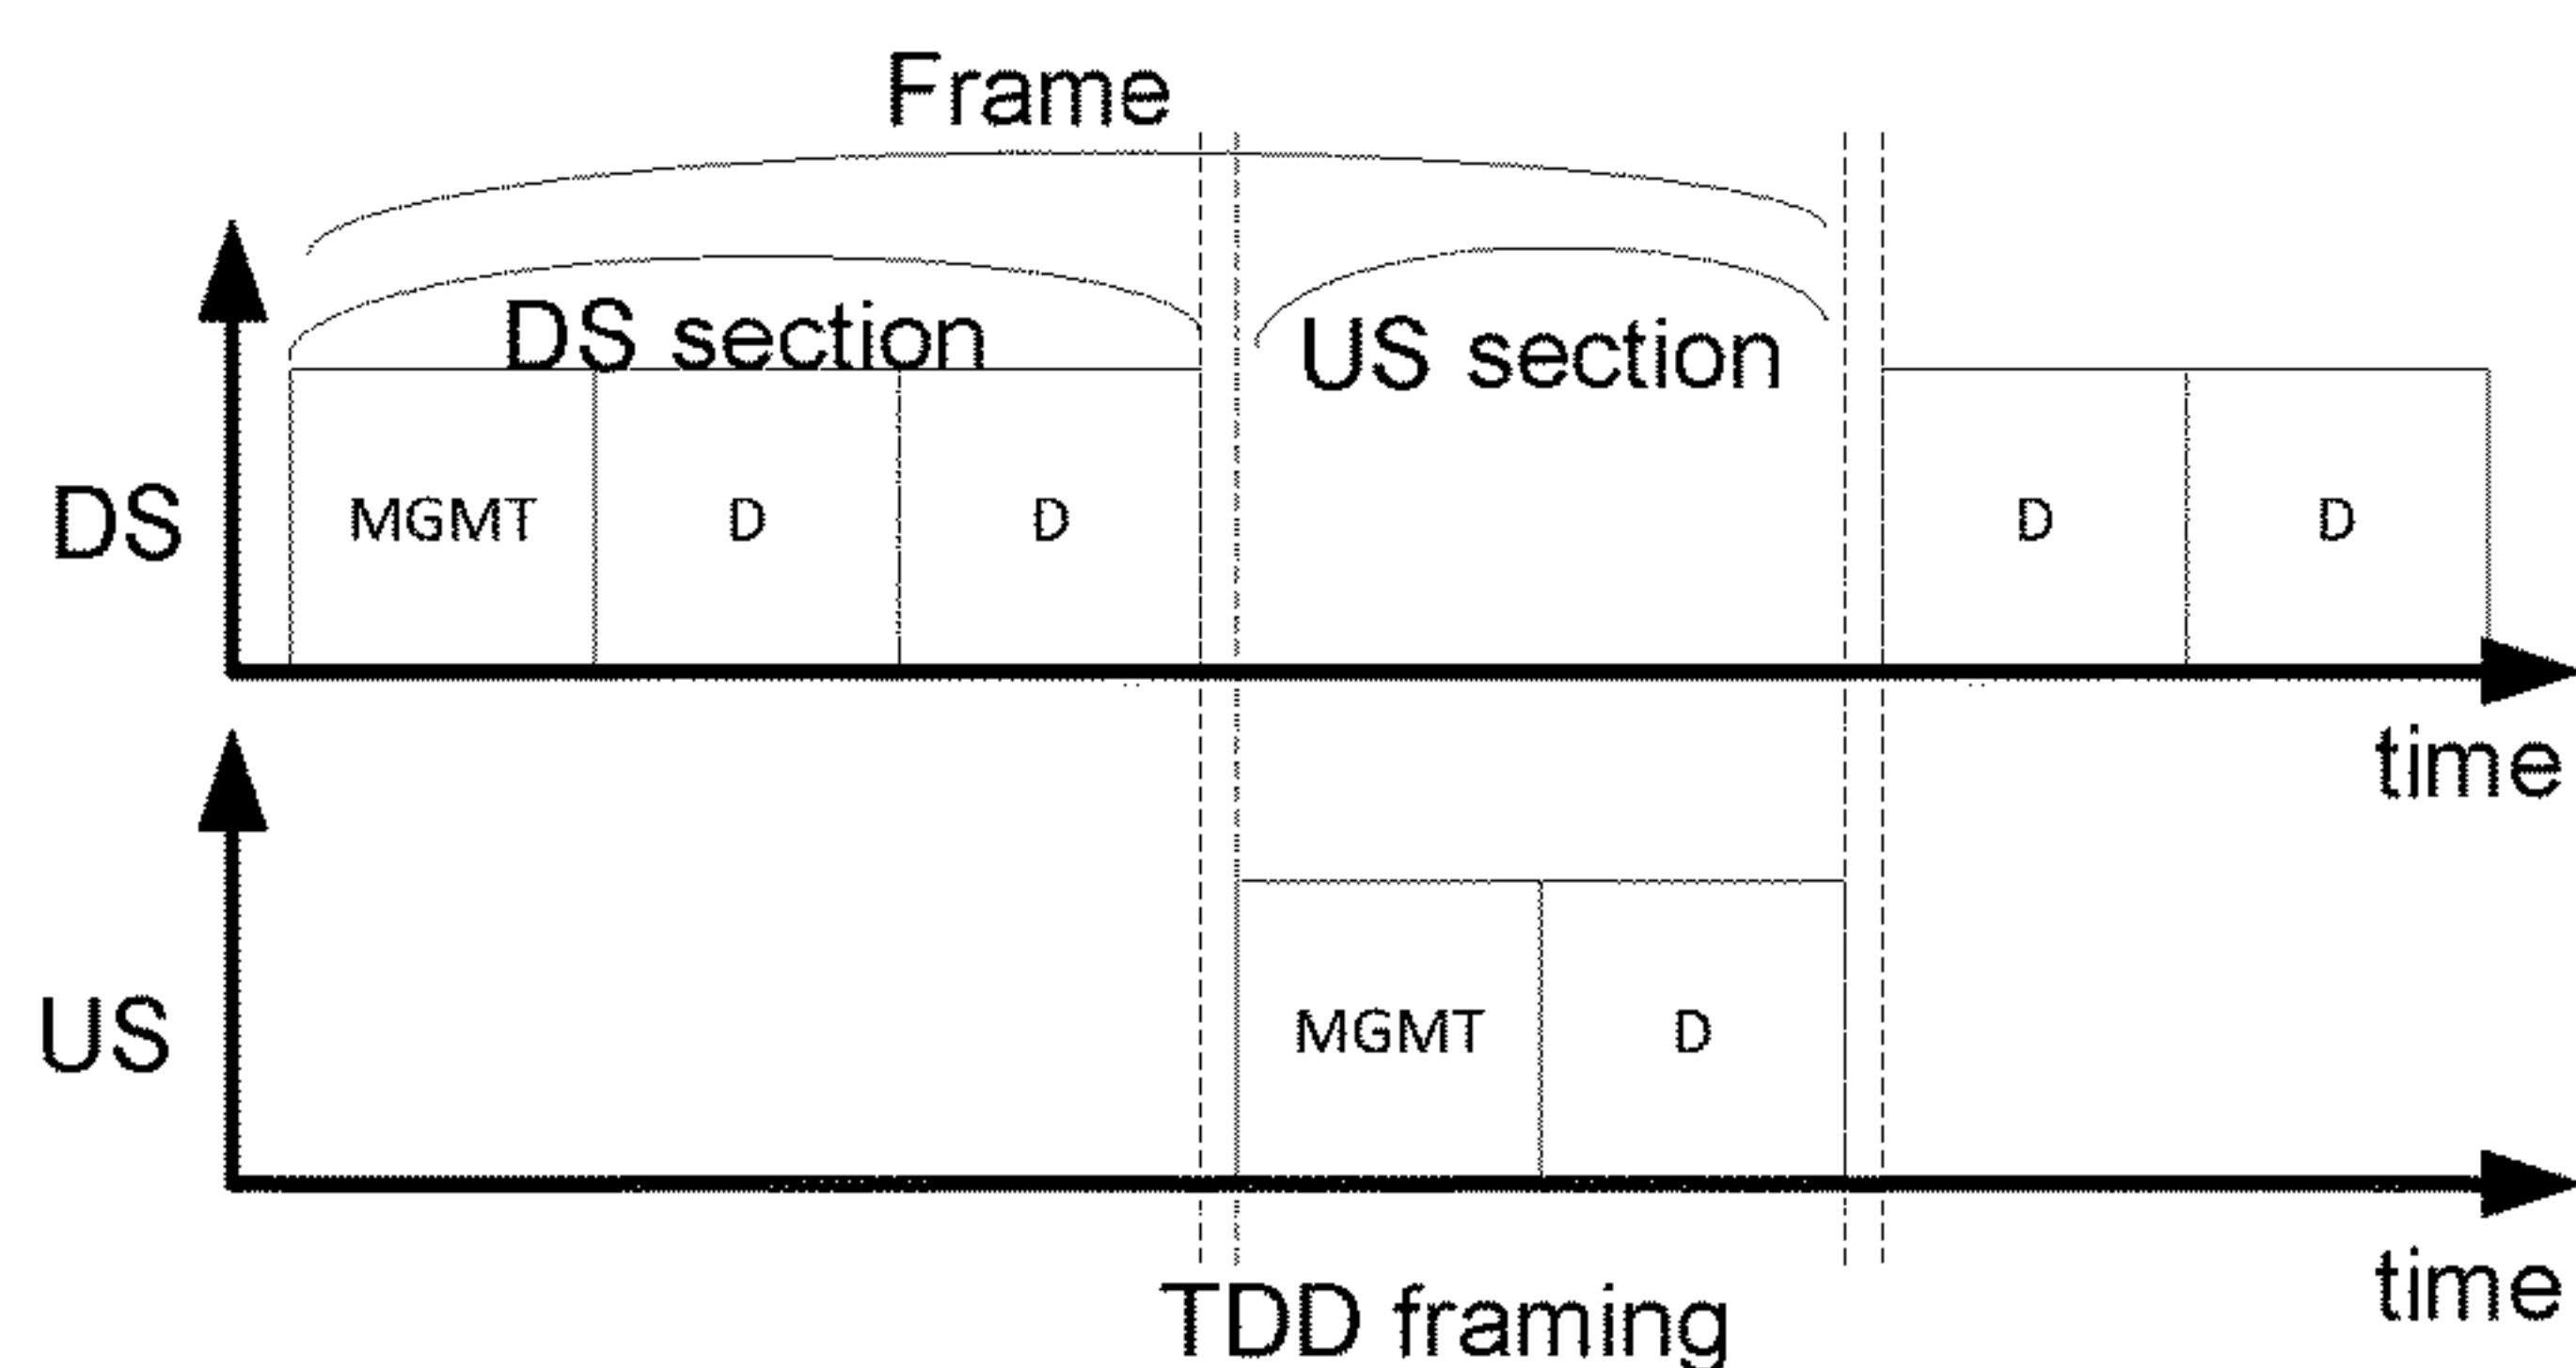 Frame
DS section
US section
DS
MGMT D D D D
time
US
MGMT D
time
TDD framing